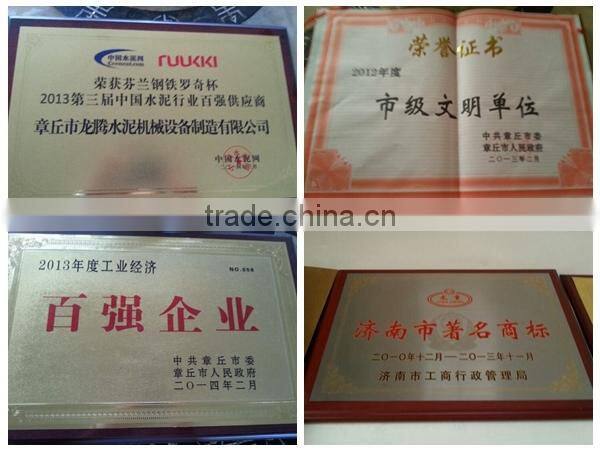 中国水泥网
Ccement.com
RUUKKI
荣获芬兰钢铁罗奇杯
2013第三届中国水泥行业百强供应商
章丘市龙腾水泥机械设备制造有限公司
中国水泥网
荣誉证书
2012年度
市级文明单位
中共章丘市委
章丘市人民政府
二〇一三年二月
trade.china.cn
2013年度工业经济
NO.058
百强企业
中共章丘市委
章丘市人民政府
二〇一四年二月
济南市著名商标
二〇一〇年十二月—二〇一三年十一月
济南市工商行政管理局